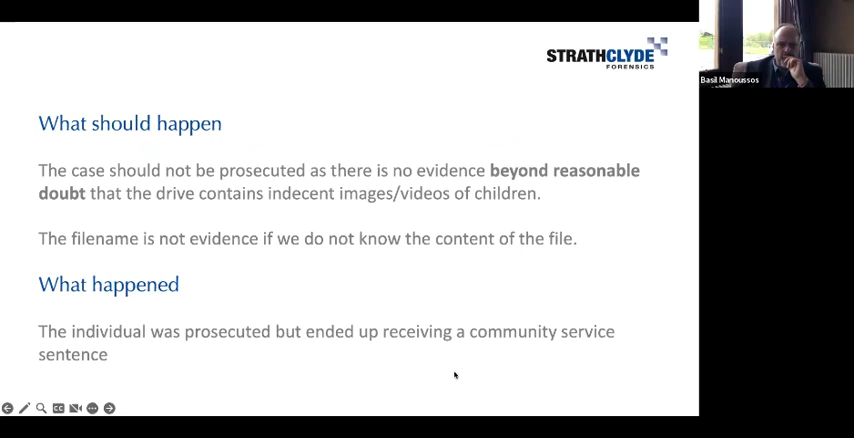 STRATHCLYDE
FORENSICS
Basil Manoussos
What should happen
The case should not be prosecuted as there is no evidence beyond reasonable
doubt that the drive contains indecent images/videos of children.
The filename is not evidence if we do not know the content of the file.
What happened
The individual was prosecuted but ended up receiving a community service
sentence
CC